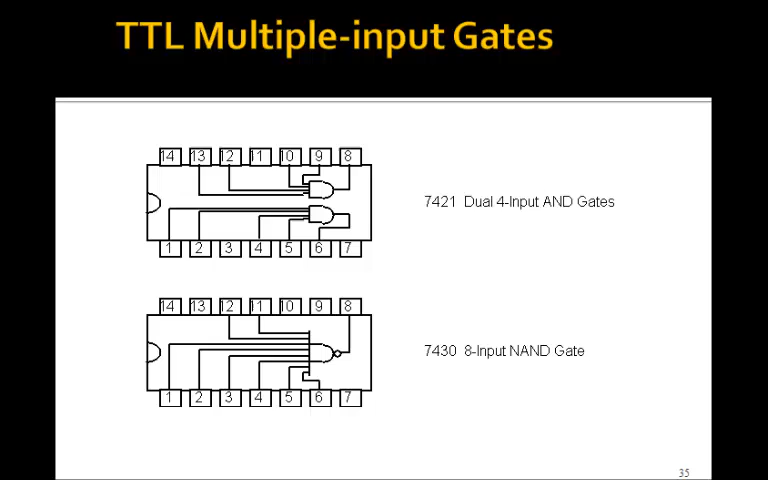 TTL Multiple-input Gates
14 13 12 11 10 9 8
7421 Dual 4-Input AND Gates
1 2 3 4 5 6 7
14 13 12 11 10 9 8
7430 8-Input NAND Gate
1 2 3 4 5 6 7
35